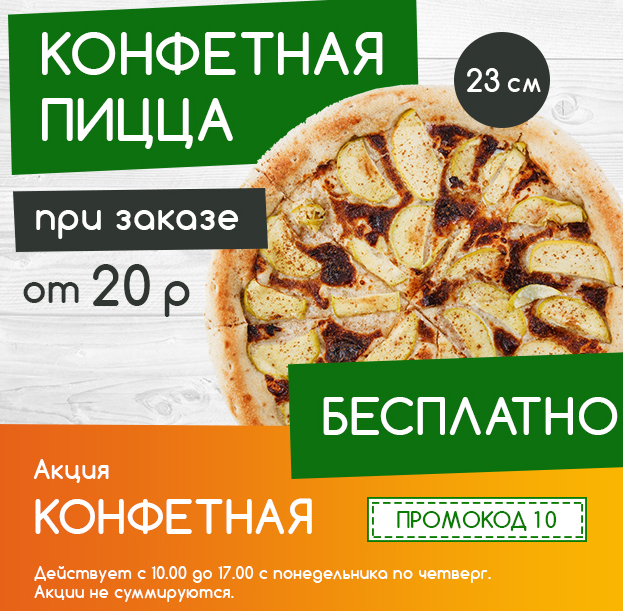 КОНФЕТНАЯ
ПИЦЦА
23 см
при заказе
от 20 р
БЕСПЛАТНО
Акция
КОНФЕТНАЯ
ПРОМОКОД 10
Действует с 10.00 до 17.00 с понедельника по четверг.
Акции не суммируются.